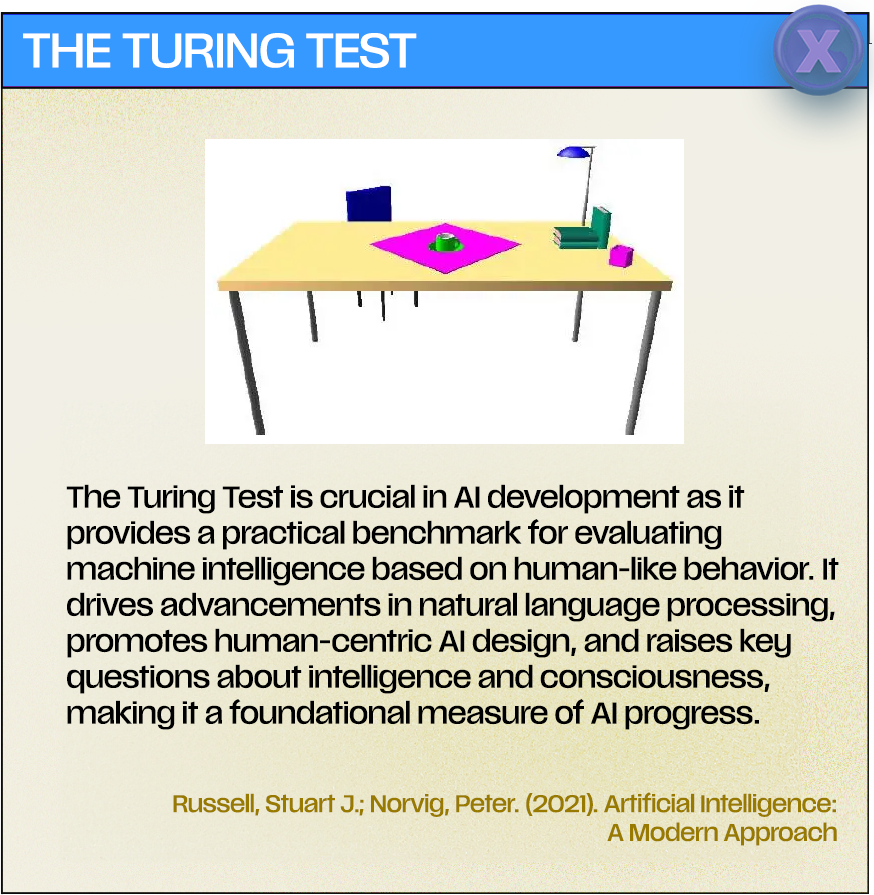 THE TURING TEST
X
The Turing Test is crucial in AI development as it
provides a practical benchmark for evaluating
machine intelligence based on human-like behavior. It
drives advancements in natural language processing,
promotes human-centric AI design, and raises key
questions about intelligence and consciousness,
making it a foundational measure of AI progress.
Russell, Stuart J.; Norvig, Peter. (2021). Artificial Intelligence:
A Modern Approach